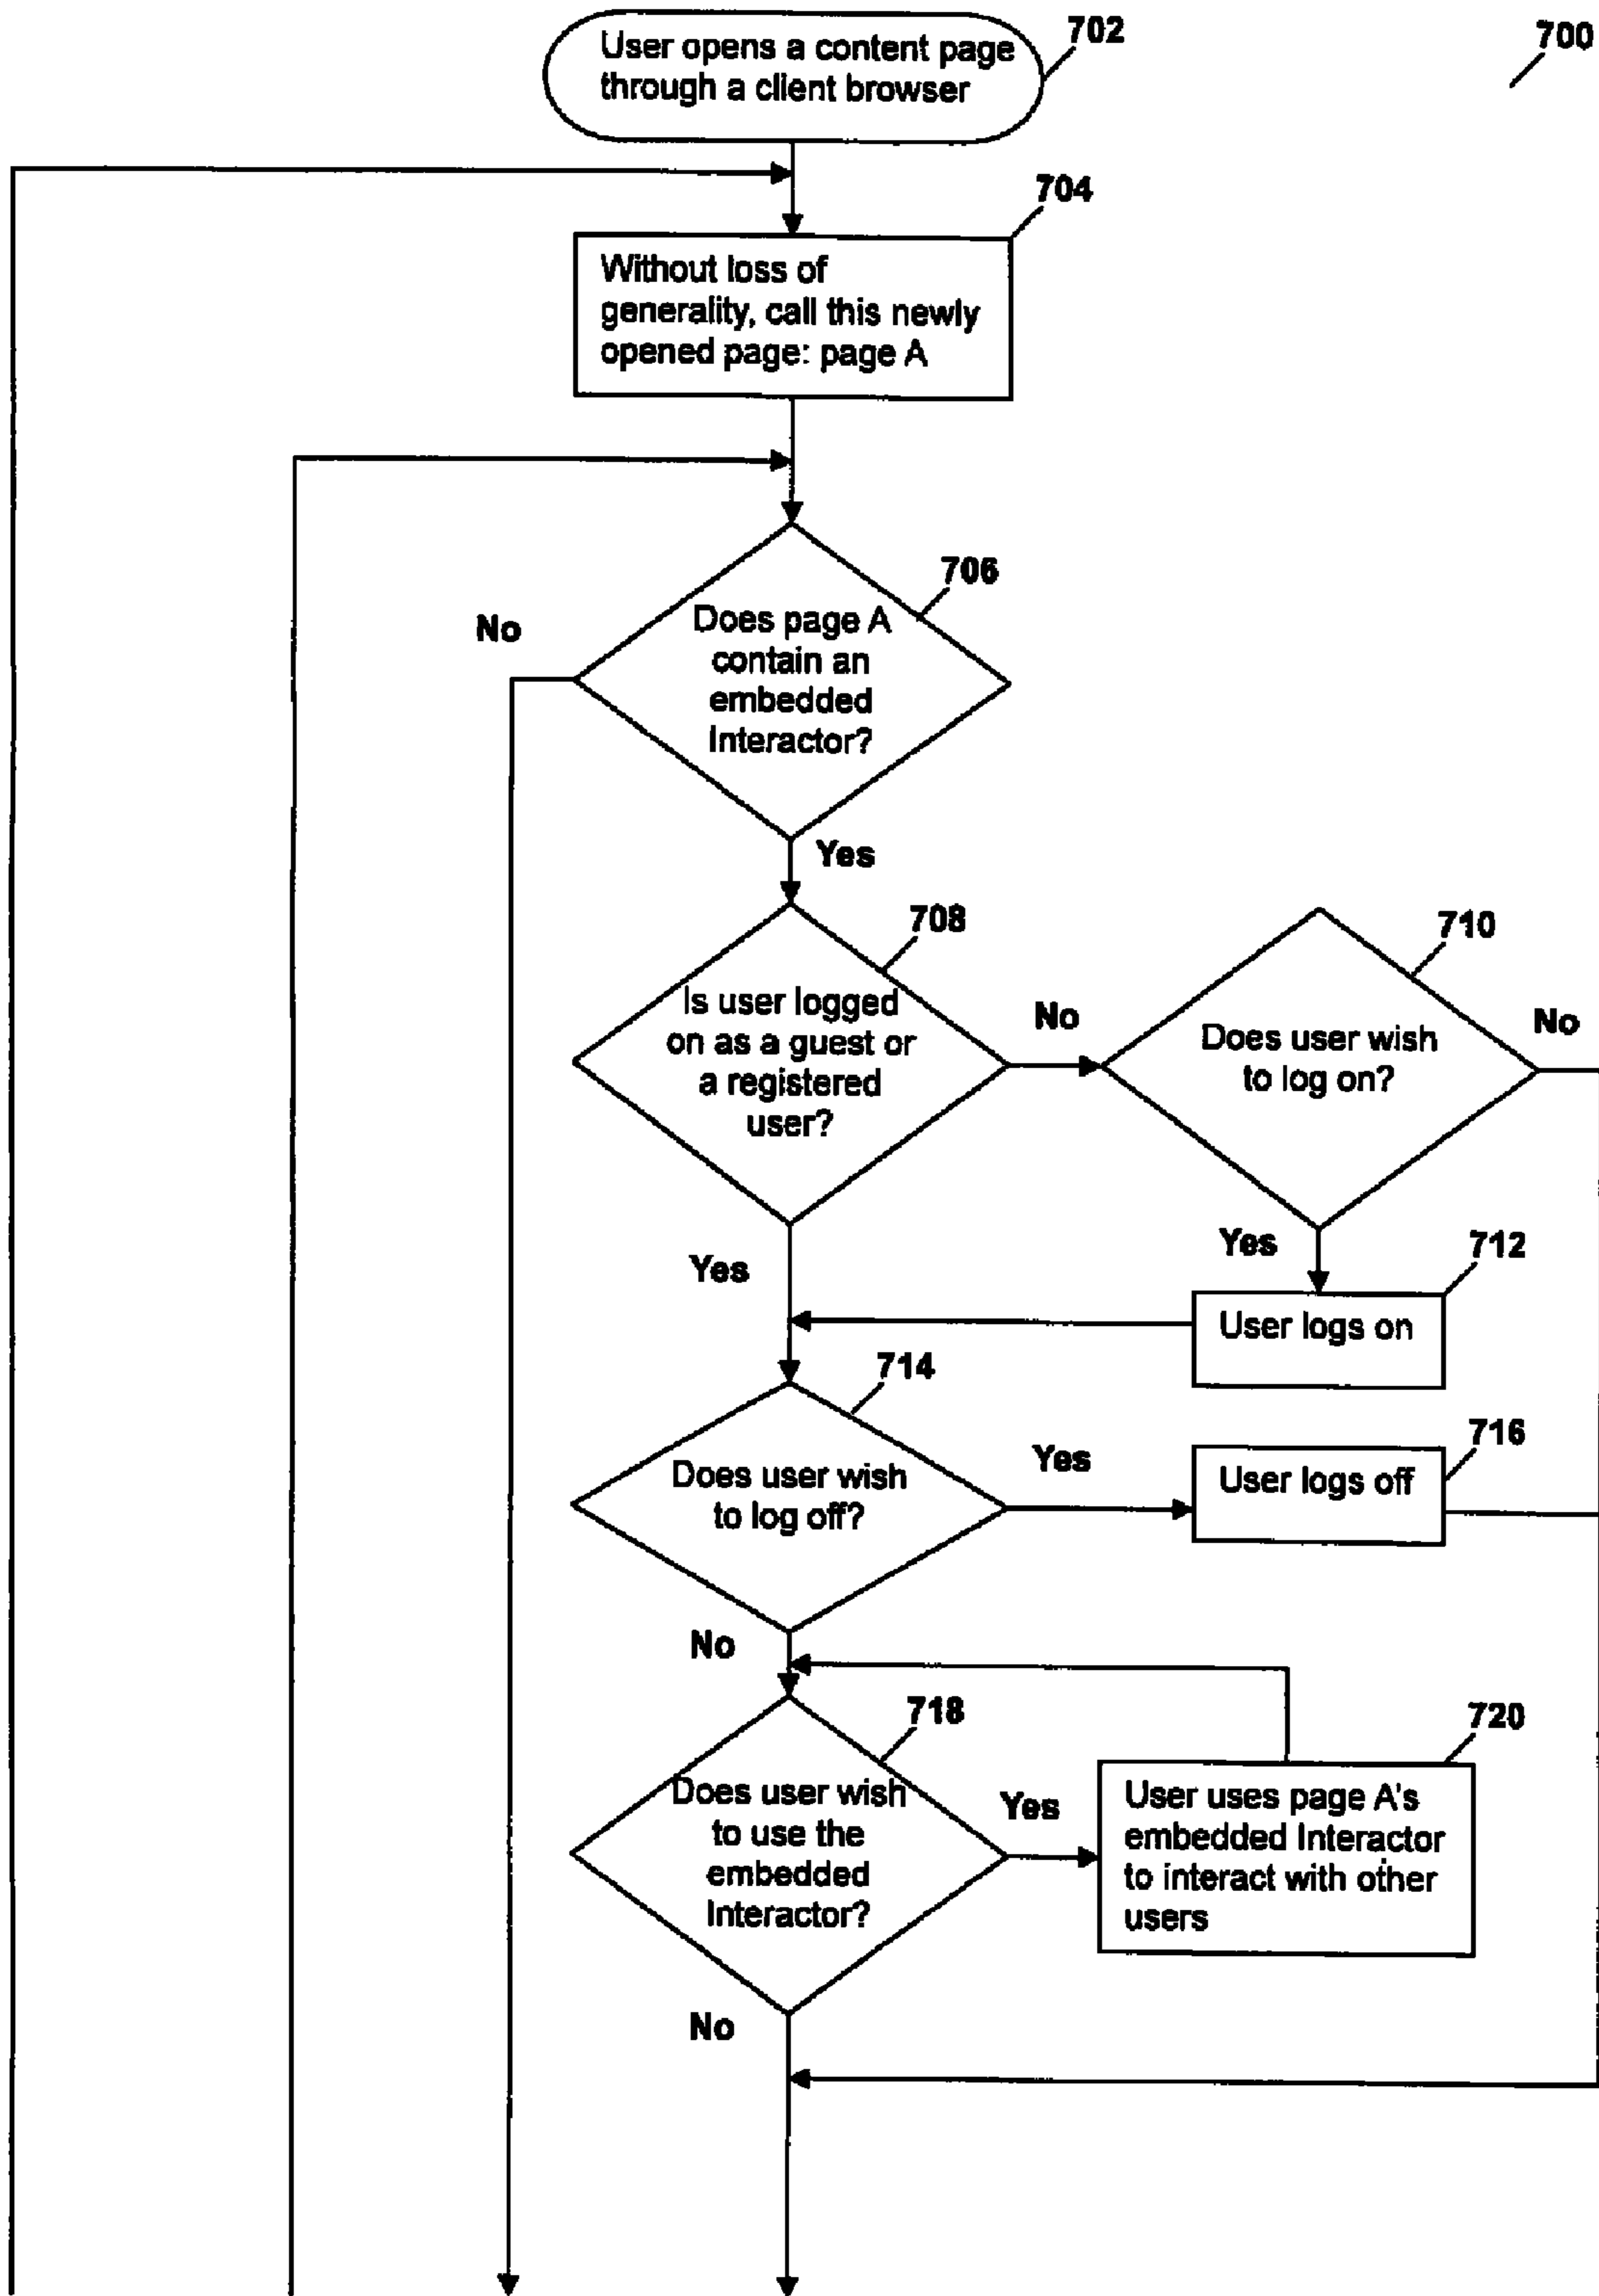 User opens a content page
through a client browser
702
700
704
Without loss of
generality, call this newly
opened page: page A
706
No
Does page A
contain an
embedded
Interactor?
Yes
708
710
Is user logged
on as a guest or
a registered
user?
No
Does user wish
to log on?
No
Yes
Yes
712
User logs on
714
716
Does user wish
to log off?
Yes
User logs off
No
718
720
Does user wish
to use the
embedded
Interactor?
Yes
User uses page A's
embedded Interactor
to interact with other
users
No